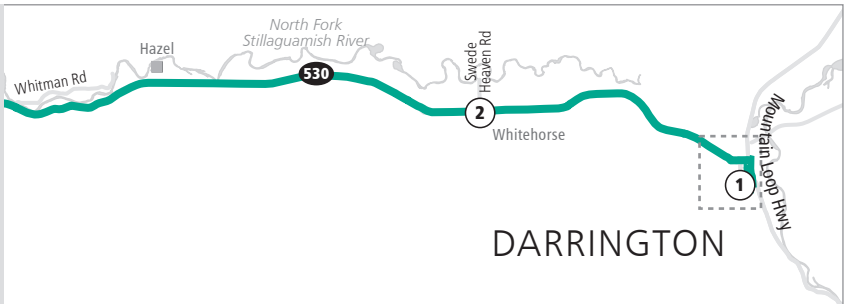 North Fork
Stillaguamish River
Hazel
Whitman Rd
530
Swede
Heaven Rd
2
Whitehorse
Mountain Loop Hwy
1
DARRINGTON